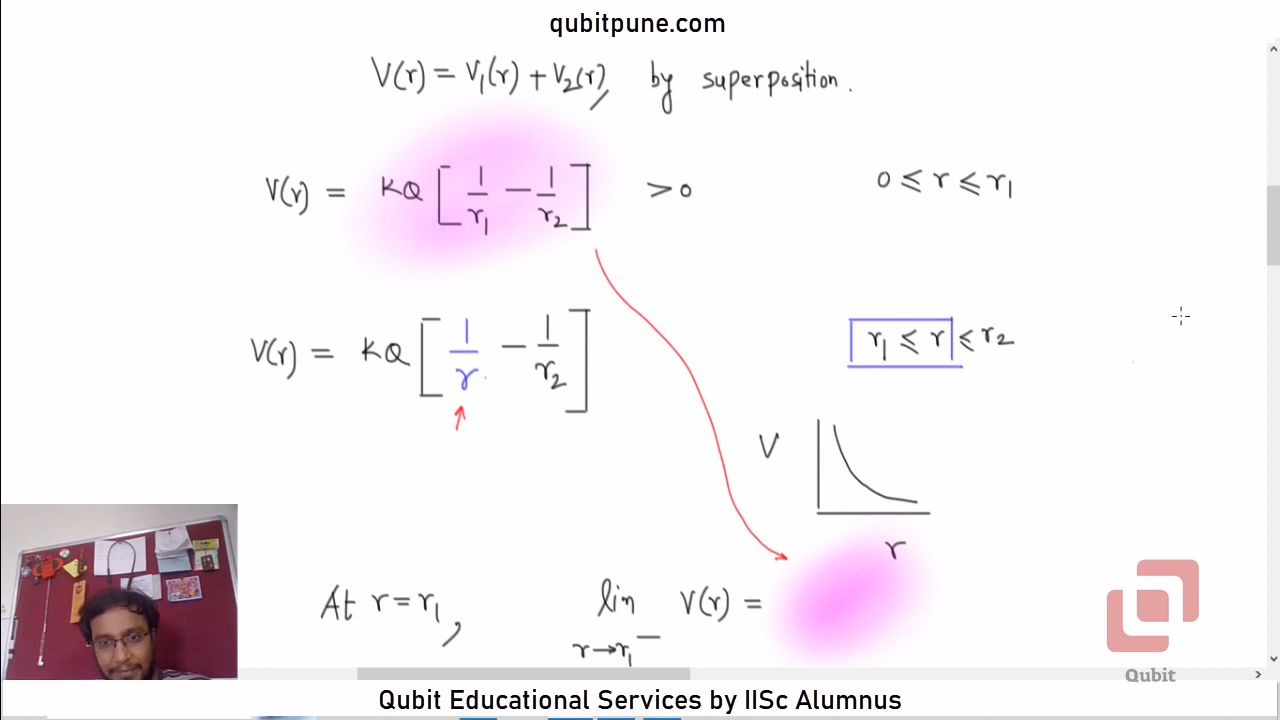 qubitpune.com
V(r) = V₁(r) + V₂(r), by superposition.
V(r) = KQ [1/r₁ − 1/r₂] > 0    0 ⩽ r ⩽ r₁
V(r) = KQ [1/r − 1/r₂]    r₁ ⩽ r ⩽ r₂
V
r
At r = r₁,    lim r→r₁⁻ V(r) =
Qubit
Qubit Educational Services by IISc Alumnus